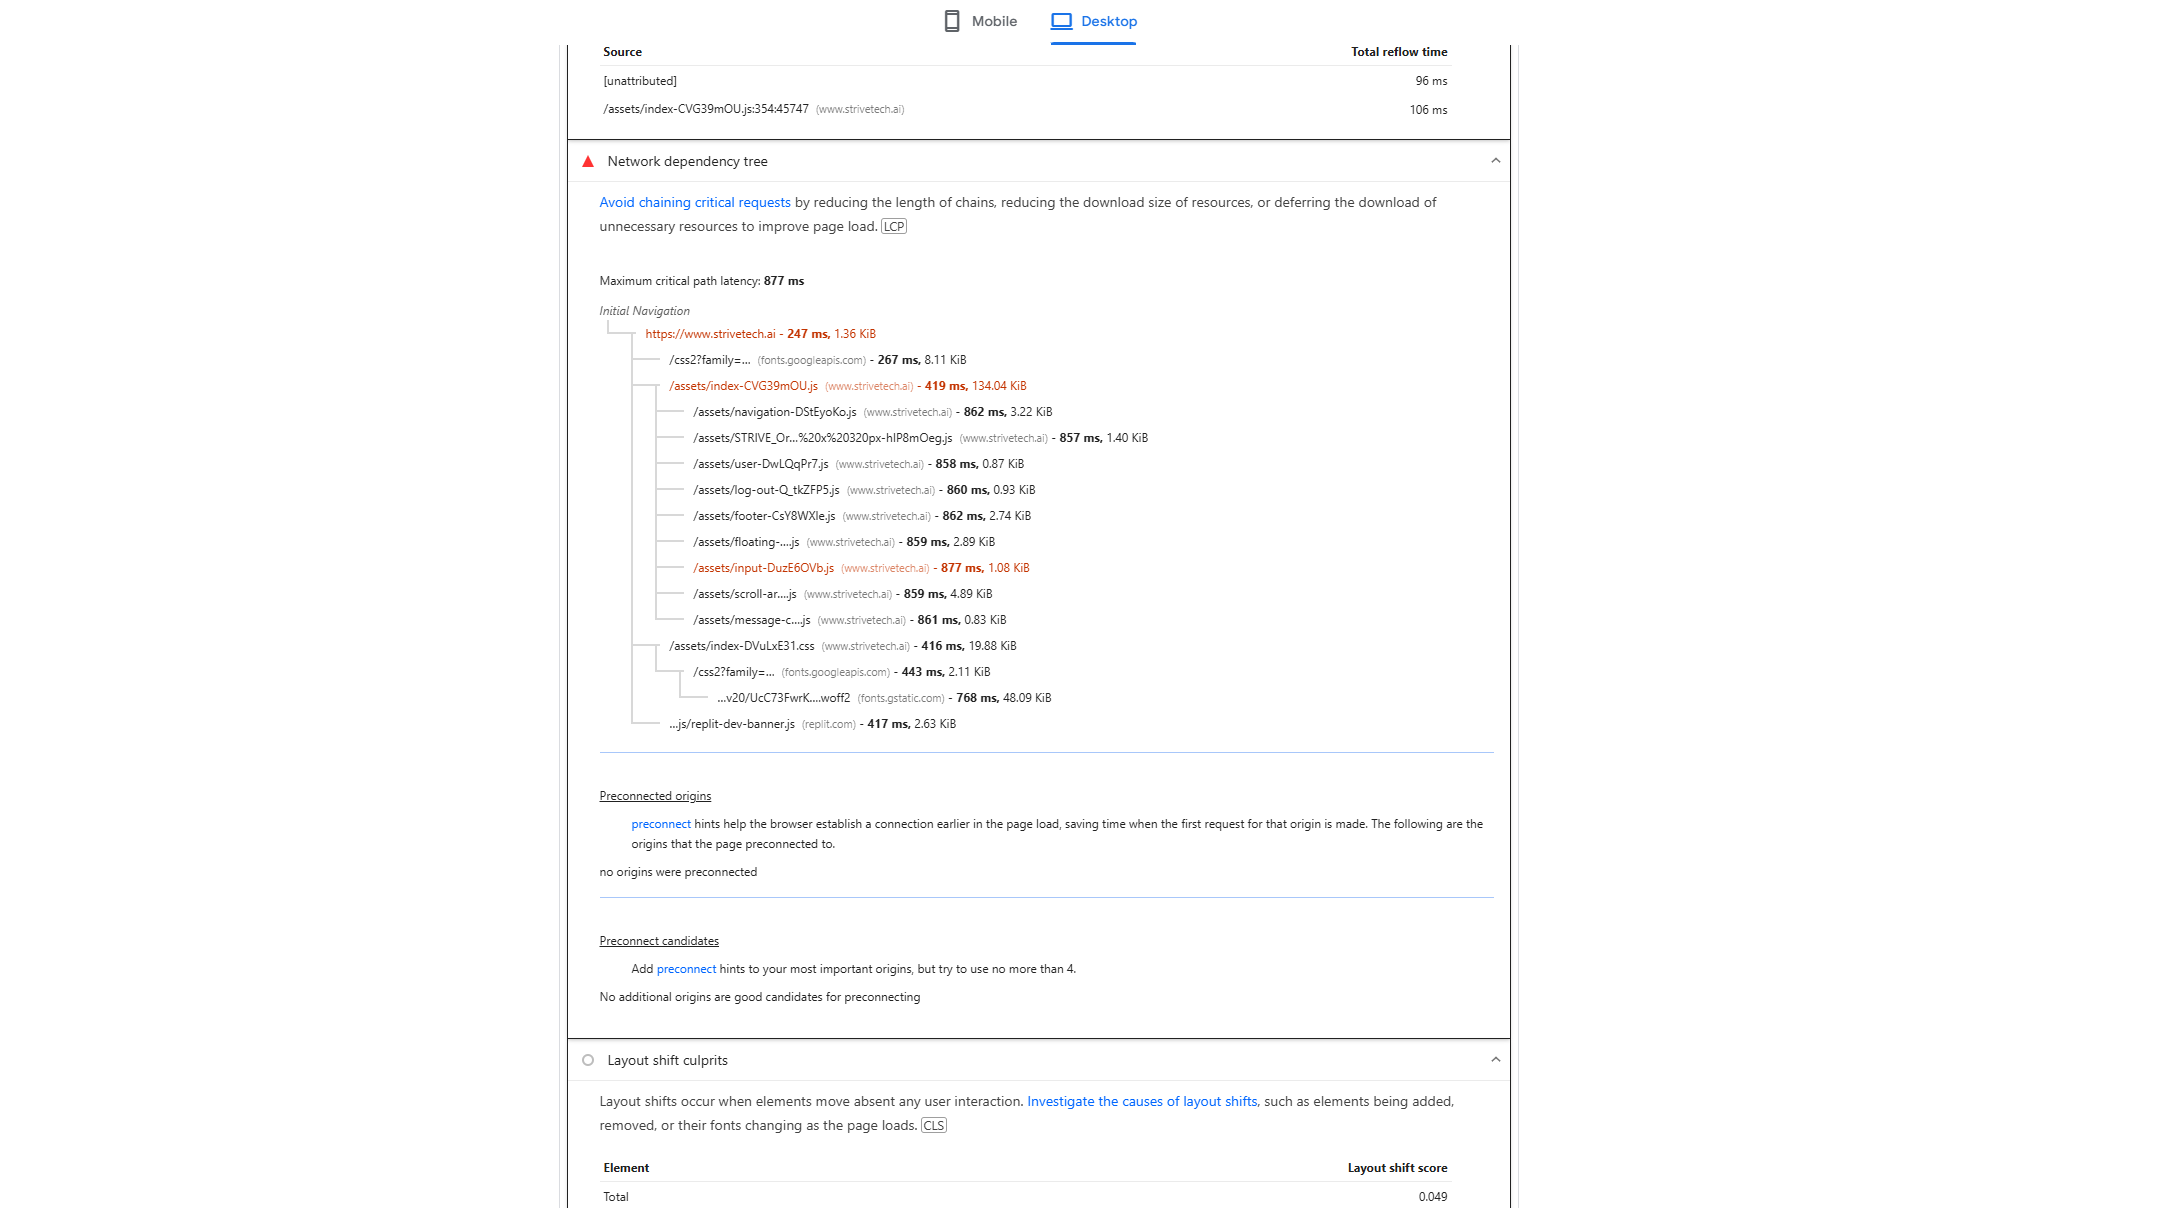 Mobile
Desktop
Source Total reflow time
[unattributed] 96 ms
/assets/index-CVG39mOU.js:354:45747 (www.strivetech.ai) 106 ms
Network dependency tree
Avoid chaining critical requests by reducing the length of chains, reducing the download size of resources, or deferring the download of
unnecessary resources to improve page load. LCP
Maximum critical path latency: 877 ms
Initial Navigation
https://www.strivetech.ai - 247 ms, 1.36 KiB
/css2?family=... (fonts.googleapis.com) - 267 ms, 8.11 KiB
/assets/index-CVG39mOU.js (www.strivetech.ai) - 419 ms, 134.04 KiB
/assets/navigation-DStEyoKo.js (www.strivetech.ai) - 862 ms, 3.22 KiB
/assets/STRIVE_Or...%20x%20320px-hIP8mOeg.js (www.strivetech.ai) - 857 ms, 1.40 KiB
/assets/user-DwLQqPr7.js (www.strivetech.ai) - 858 ms, 0.87 KiB
/assets/log-out-Q_tkZFP5.js (www.strivetech.ai) - 860 ms, 0.93 KiB
/assets/footer-CsY8WXIe.js (www.strivetech.ai) - 862 ms, 2.74 KiB
/assets/floating-....js (www.strivetech.ai) - 859 ms, 2.89 KiB
/assets/input-DuzE6OVb.js (www.strivetech.ai) - 877 ms, 1.08 KiB
/assets/scroll-ar....js (www.strivetech.ai) - 859 ms, 4.89 KiB
/assets/message-c....js (www.strivetech.ai) - 861 ms, 0.83 KiB
/assets/index-DVuLxE31.css (www.strivetech.ai) - 416 ms, 19.88 KiB
/css2?family=... (fonts.googleapis.com) - 443 ms, 2.11 KiB
...v20/UcC73FwrK....woff2 (fonts.gstatic.com) - 768 ms, 48.09 KiB
...js/replit-dev-banner.js (replit.com) - 417 ms, 2.63 KiB
Preconnected origins
preconnect hints help the browser establish a connection earlier in the page load, saving time when the first request for that origin is made. The following are the
origins that the page preconnected to.
no origins were preconnected
Preconnect candidates
Add preconnect hints to your most important origins, but try to use no more than 4.
No additional origins are good candidates for preconnecting
Layout shift culprits
Layout shifts occur when elements move absent any user interaction. Investigate the causes of layout shifts, such as elements being added,
removed, or their fonts changing as the page loads. CLS
Element Layout shift score
Total 0.049